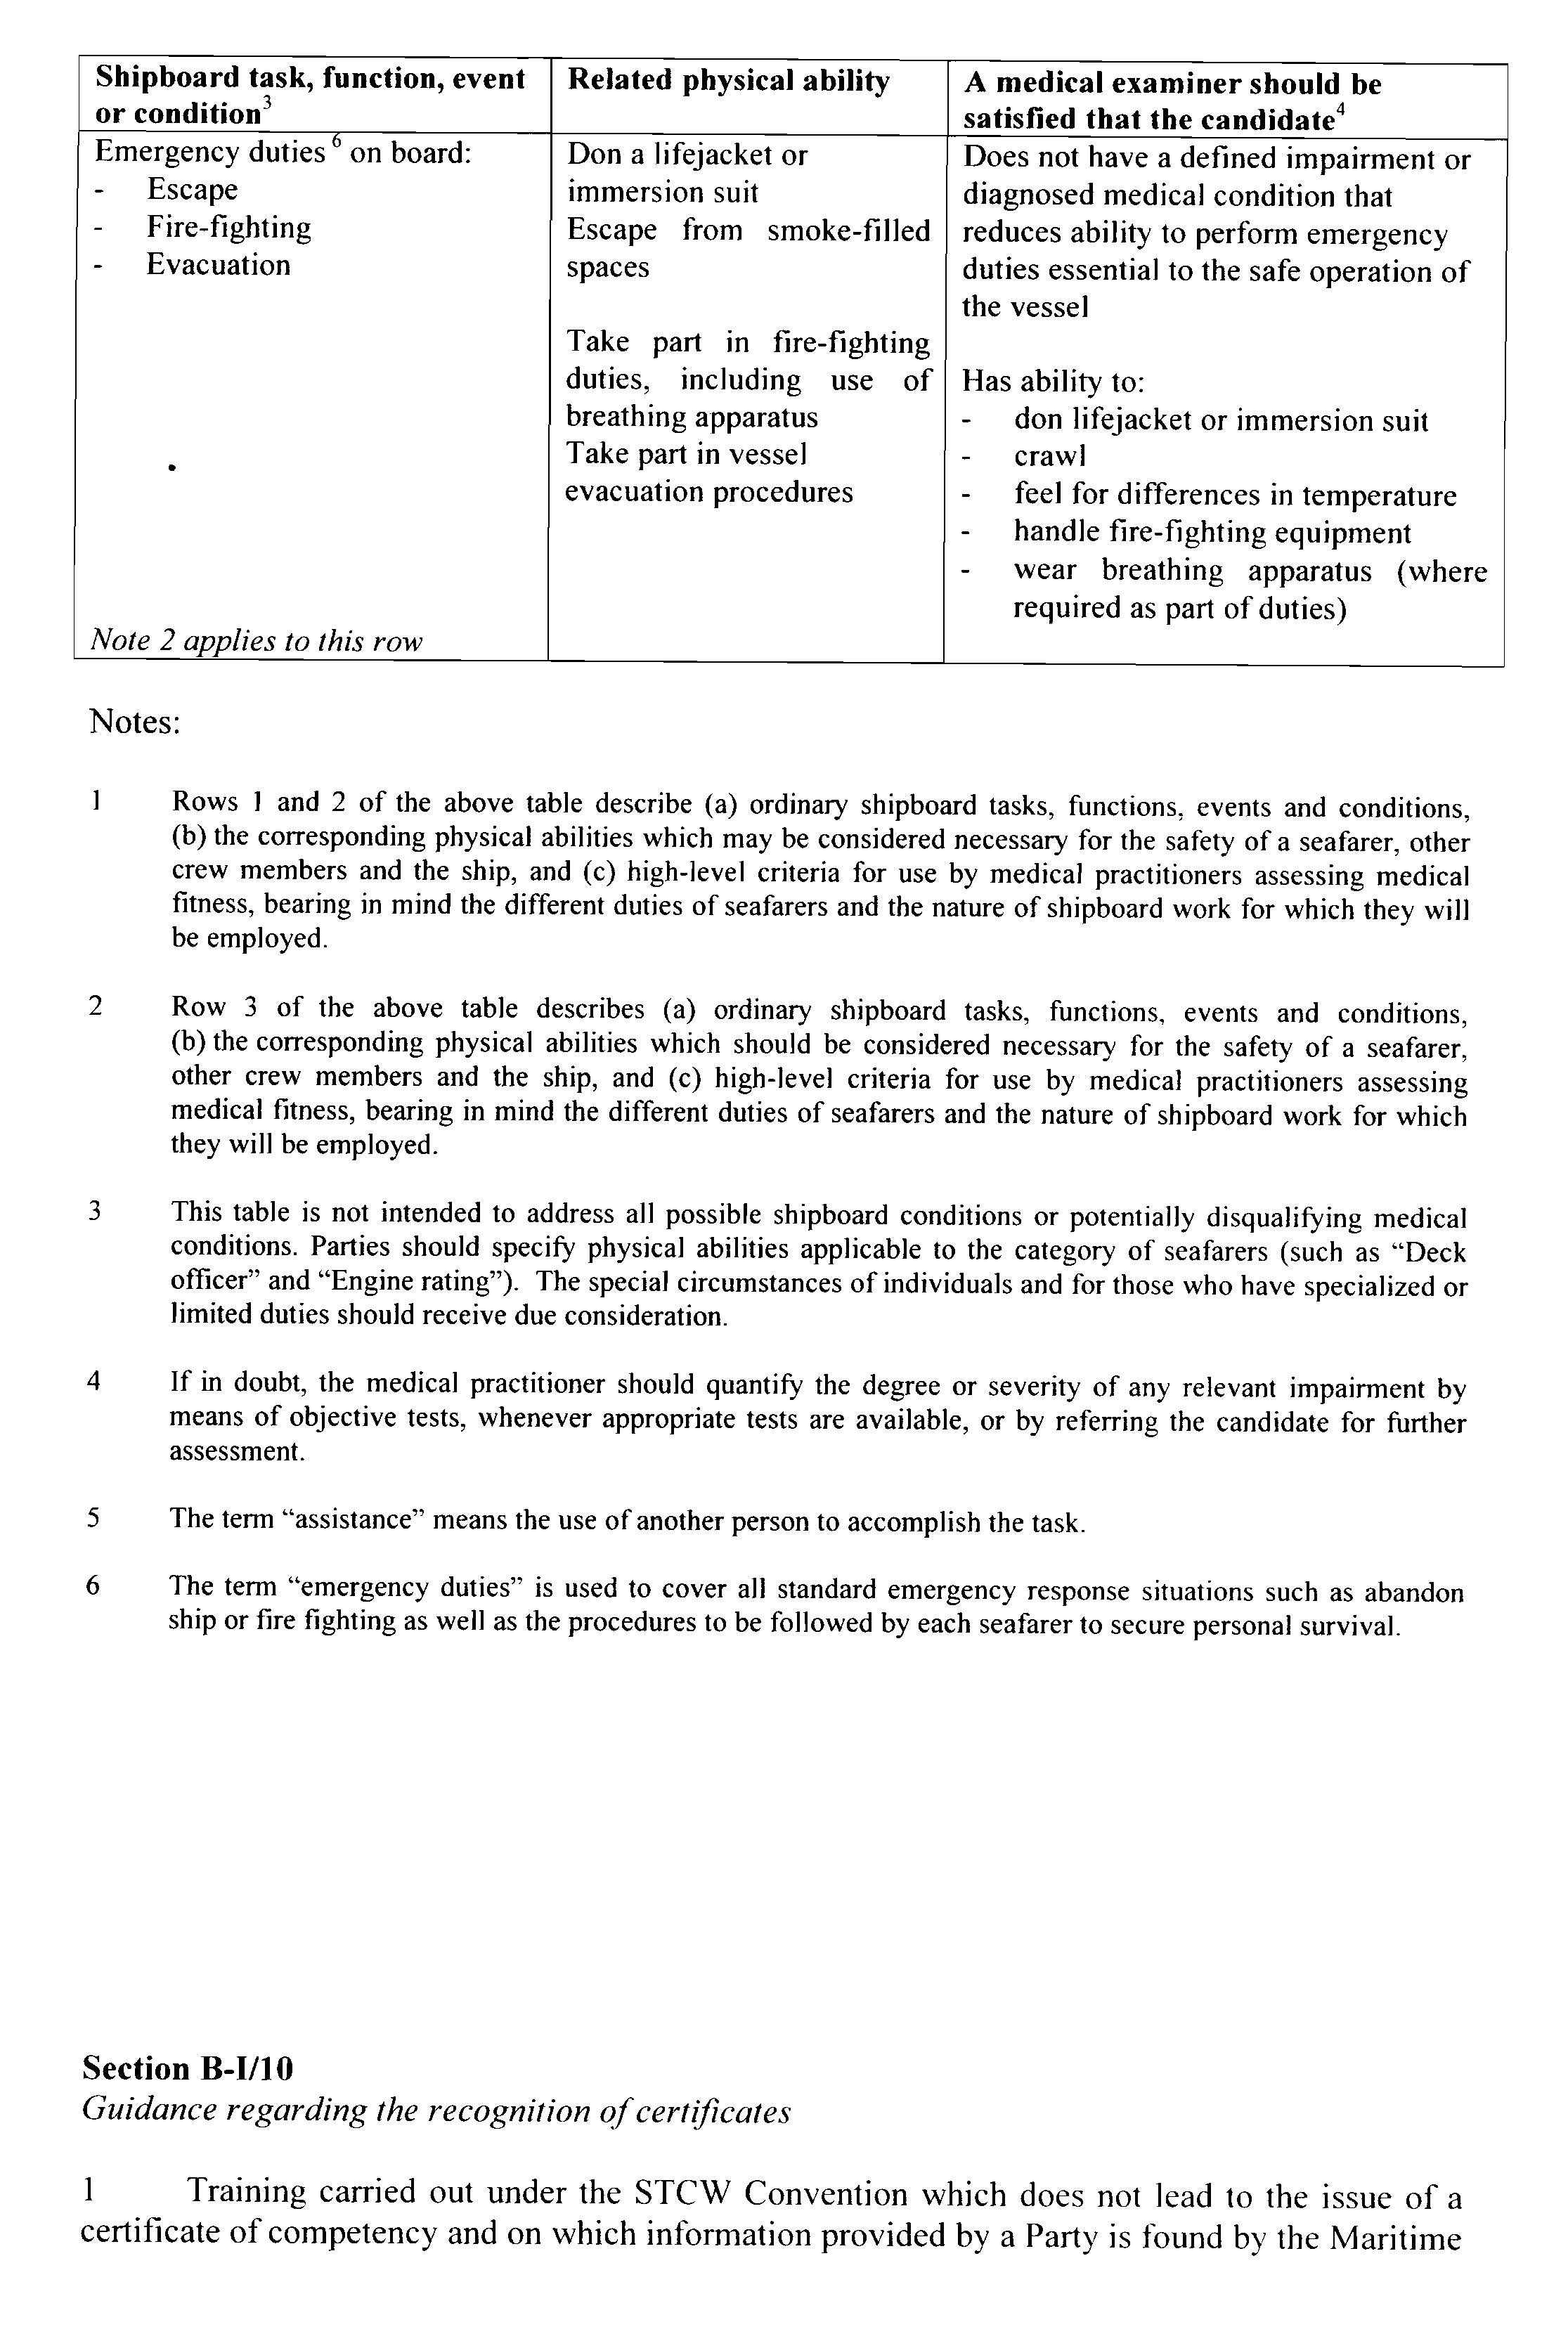 Shipboard task, function, event
or condition3
Related physical ability
A medical examiner should be
satisfied that the candidate4
Emergency duties 6 on board:
- Escape
- Fire-fighting
- Evacuation
Note 2 applies to this row
Don a lifejacket or
immersion suit
Escape from smoke-filled
spaces
Take part in fire-fighting
duties, including use of
breathing apparatus
Take part in vessel
evacuation procedures
Does not have a defined impairment or
diagnosed medical condition that
reduces ability to perform emergency
duties essential to the safe operation of
the vessel
Has ability to:
- don lifejacket or immersion suit
- crawl
- feel for differences in temperature
- handle fire-fighting equipment
- wear breathing apparatus (where
required as part of duties)
Notes:
1 Rows 1 and 2 of the above table describe (a) ordinary shipboard tasks, functions, events and conditions,
(b) the corresponding physical abilities which may be considered necessary for the safety of a seafarer, other
crew members and the ship, and (c) high-level criteria for use by medical practitioners assessing medical
fitness, bearing in mind the different duties of seafarers and the nature of shipboard work for which they will
be employed.
2 Row 3 of the above table describes (a) ordinary shipboard tasks, functions, events and conditions,
(b) the corresponding physical abilities which should be considered necessary for the safety of a seafarer,
other crew members and the ship, and (c) high-level criteria for use by medical practitioners assessing
medical fitness, bearing in mind the different duties of seafarers and the nature of shipboard work for which
they will be employed.
3 This table is not intended to address all possible shipboard conditions or potentially disqualifying medical
conditions. Parties should specify physical abilities applicable to the category of seafarers (such as “Deck
officer” and “Engine rating”). The special circumstances of individuals and for those who have specialized or
limited duties should receive due consideration.
4 If in doubt, the medical practitioner should quantify the degree or severity of any relevant impairment by
means of objective tests, whenever appropriate tests are available, or by referring the candidate for further
assessment.
5 The term “assistance” means the use of another person to accomplish the task.
6 The term “emergency duties” is used to cover all standard emergency response situations such as abandon
ship or fire fighting as well as the procedures to be followed by each seafarer to secure personal survival.
Section B-I/10
Guidance regarding the recognition of certificates
1 Training carried out under the STCW Convention which does not lead to the issue of a
certificate of competency and on which information provided by a Party is found by the Maritime